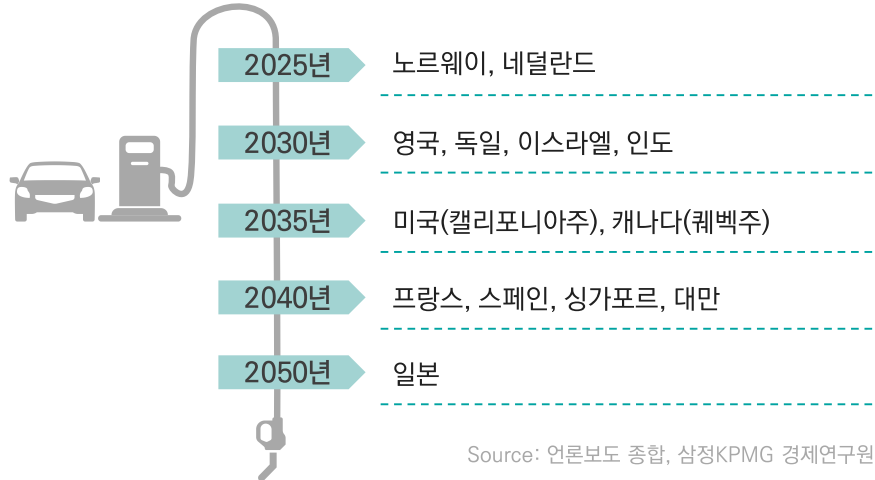 2025년 노르웨이, 네덜란드
2030년 영국, 독일, 이스라엘, 인도
2035년 미국(캘리포니아주), 캐나다(퀘벡주)
2040년 프랑스, 스페인, 싱가포르, 대만
2050년 일본
Source: 언론보도 종합, 삼정KPMG 경제연구원